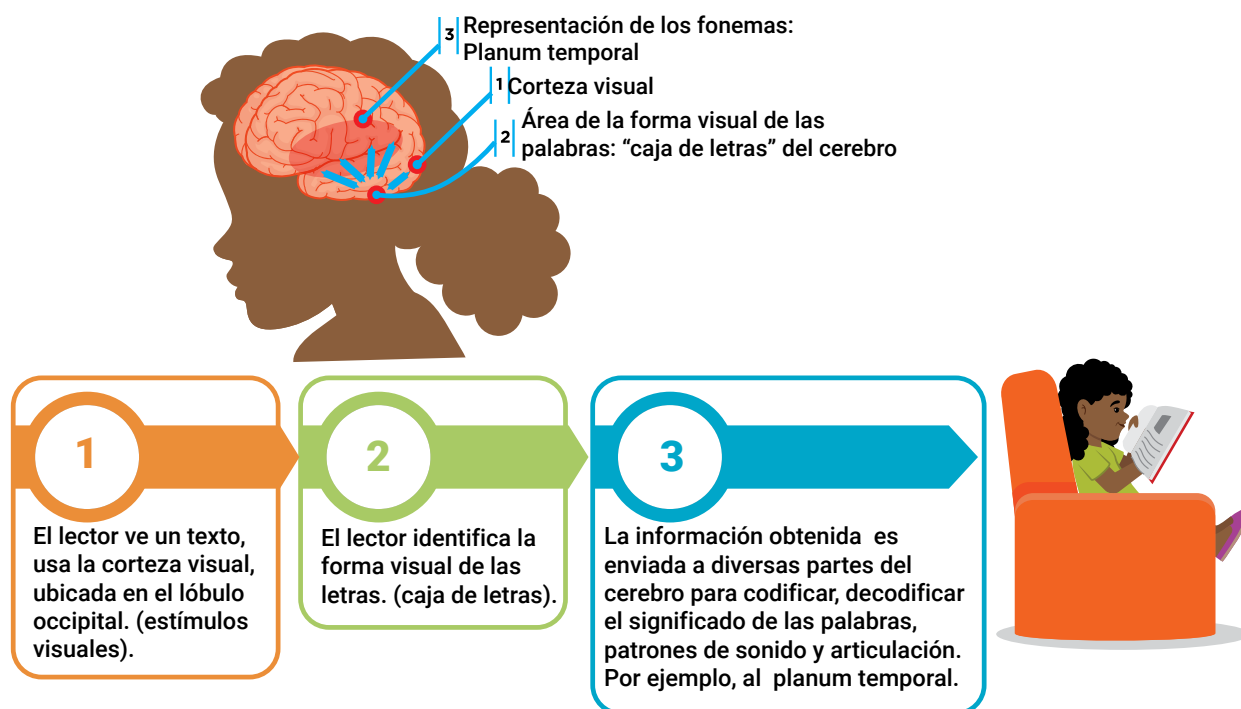 3 Representación de los fonemas:
Planum temporal
1 Corteza visual
2 Área de la forma visual de las
palabras: “caja de letras” del cerebro
1
El lector ve un texto,
usa la corteza visual,
ubicada en el lóbulo
occipital. (estímulos
visuales).
2
El lector identifica la
forma visual de las
letras. (caja de letras).
3
La información obtenida es
enviada a diversas partes del
cerebro para codificar, decodificar
el significado de las palabras,
patrones de sonido y articulación.
Por ejemplo, al planum temporal.